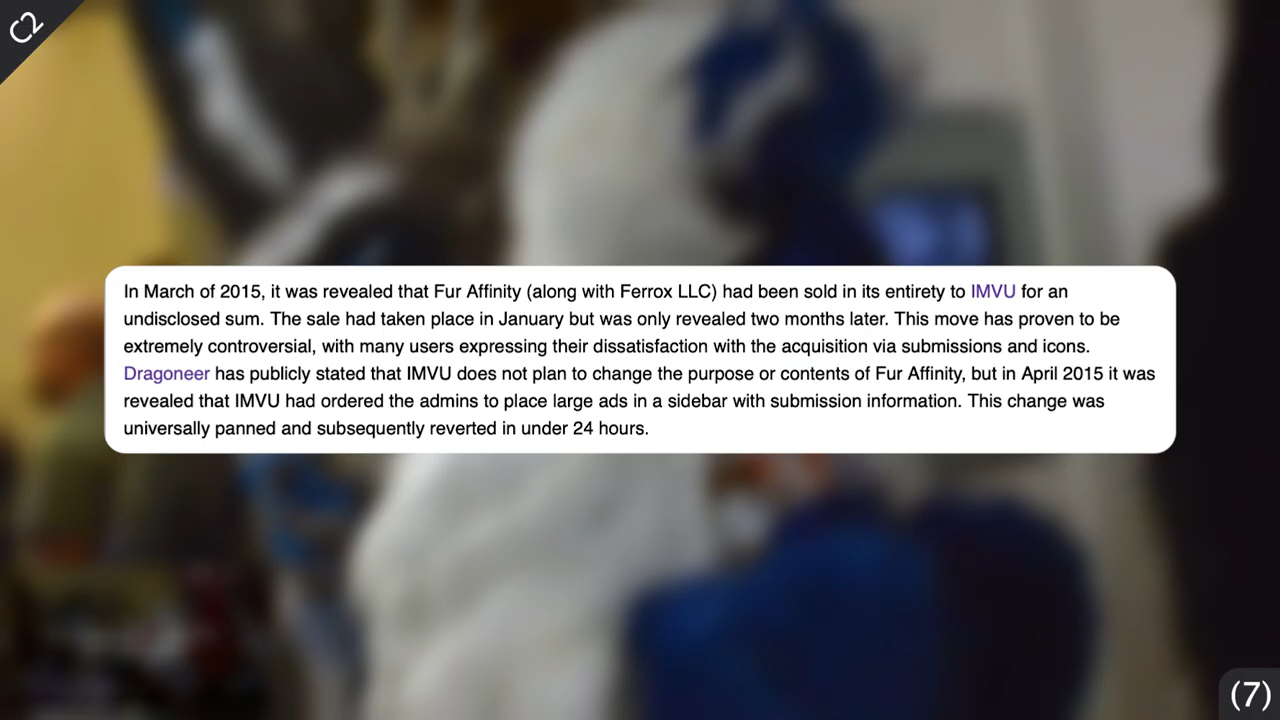 C2
In March of 2015, it was revealed that Fur Affinity (along with Ferrox LLC) had been sold in its entirety to IMVU for an
undisclosed sum. The sale had taken place in January but was only revealed two months later. This move has proven to be
extremely controversial, with many users expressing their dissatisfaction with the acquisition via submissions and icons.
Dragoneer has publicly stated that IMVU does not plan to change the purpose or contents of Fur Affinity, but in April 2015 it was
revealed that IMVU had ordered the admins to place large ads in a sidebar with submission information. This change was
universally panned and subsequently reverted in under 24 hours.
(7)